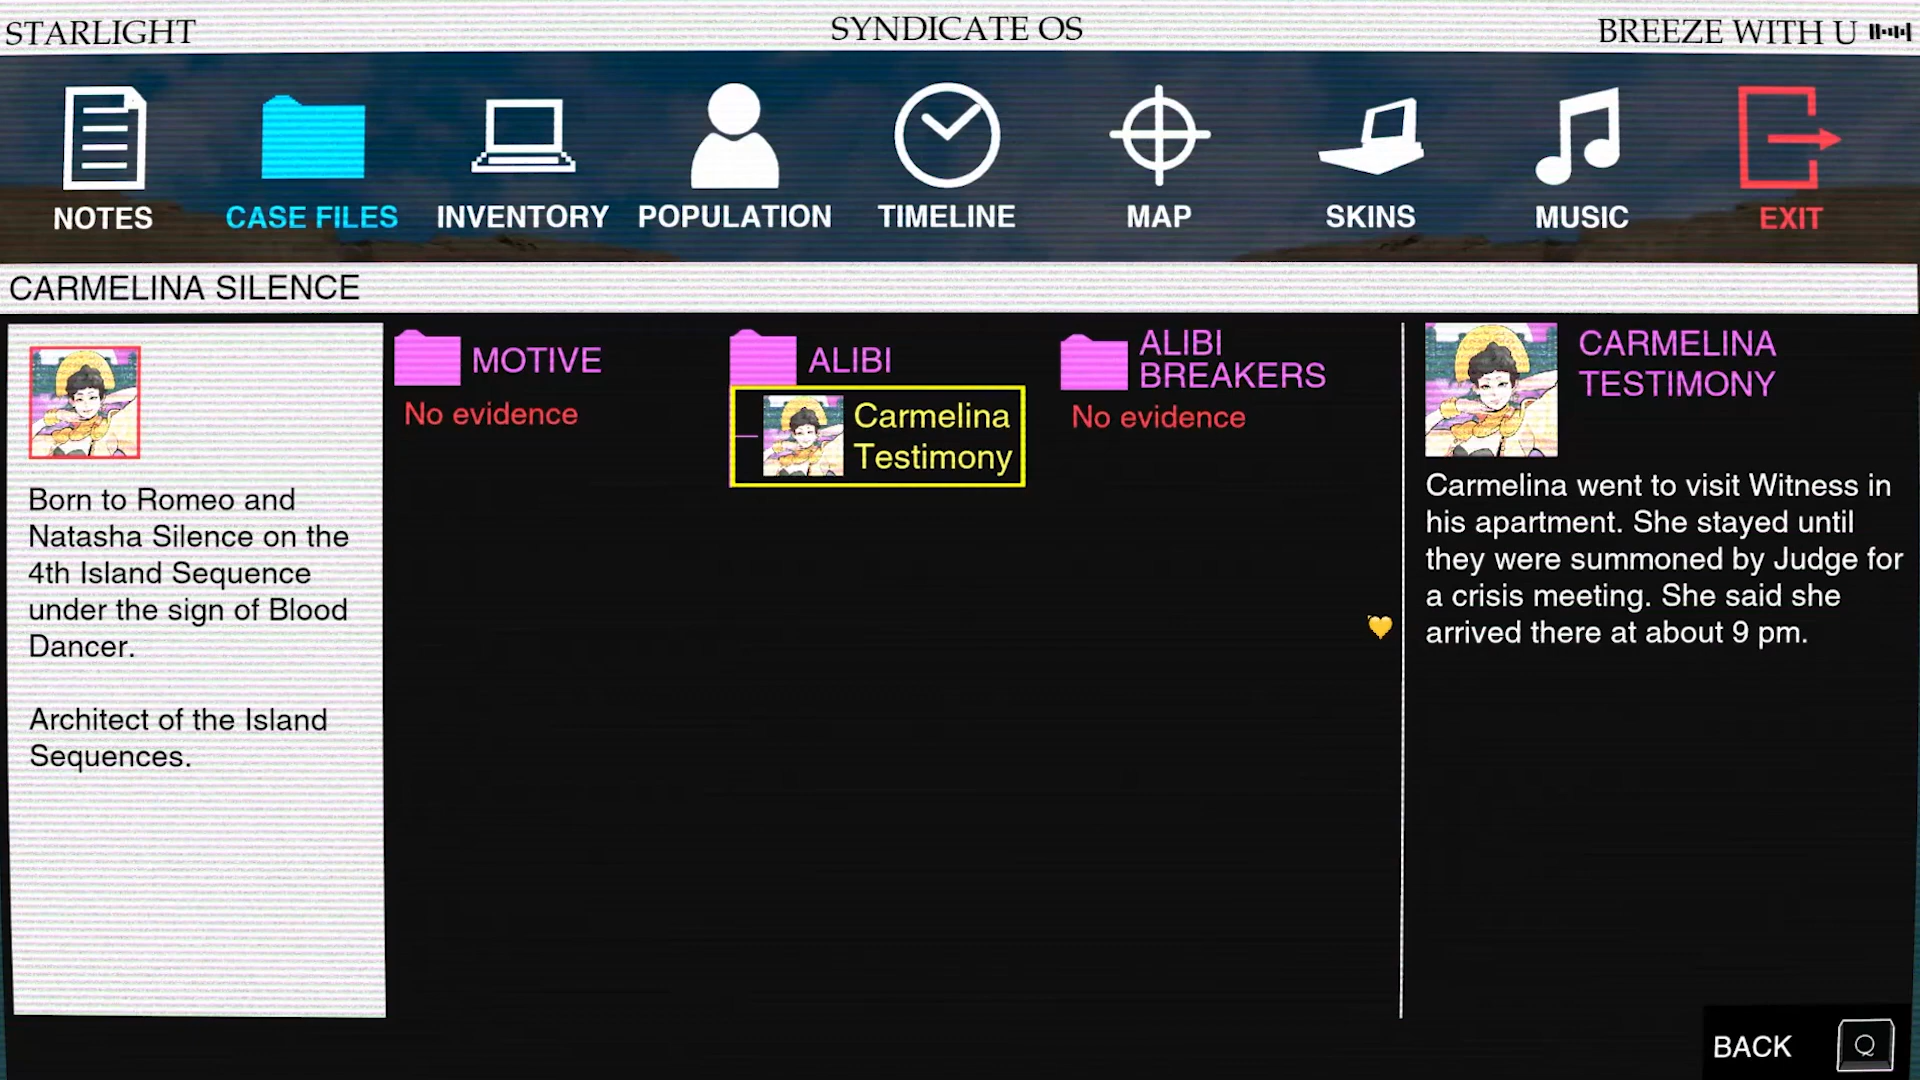 STARLIGHT
SYNDICATE OS
BREEZE WITH U
NOTES
CASE FILES
INVENTORY
POPULATION
TIMELINE
MAP
SKINS
MUSIC
EXIT
CARMELINA SILENCE
Born to Romeo and
Natasha Silence on the
4th Island Sequence
under the sign of Blood
Dancer.
Architect of the Island
Sequences.
MOTIVE
No evidence
ALIBI
Carmelina
Testimony
ALIBI
BREAKERS
No evidence
CARMELINA
TESTIMONY
Carmelina went to visit Witness in
his apartment. She stayed until
they were summoned by Judge for
a crisis meeting. She said she
arrived there at about 9 pm.
BACK
Q